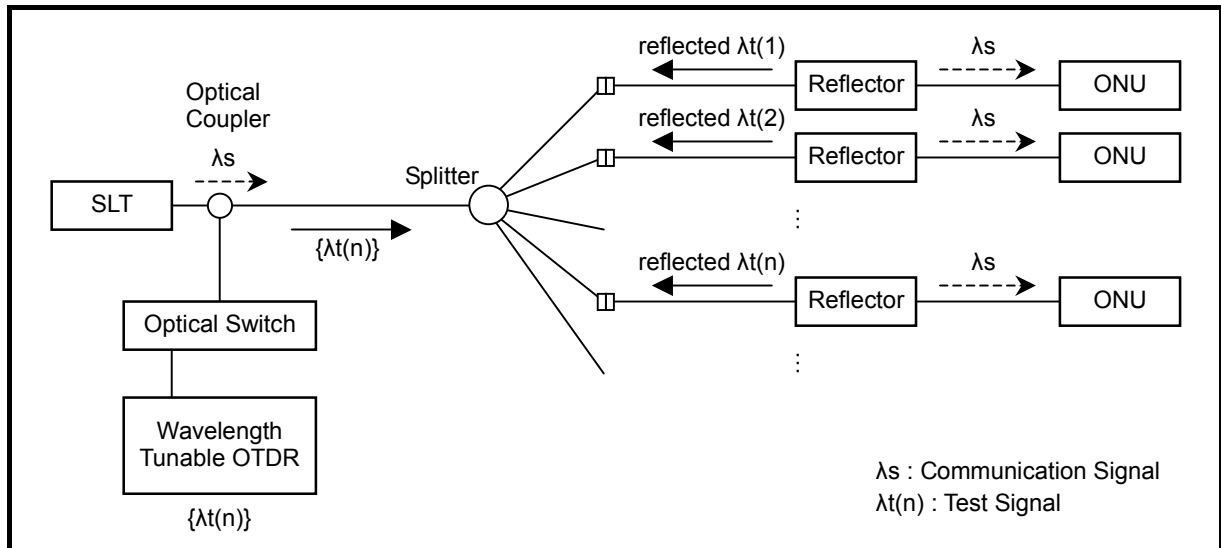 reflected λt(1)
λs
Reflector
ONU
Optical
Coupler
λs
reflected λt(2)
λs
Reflector
ONU
Splitter
SLT
⋮
{λt(n)}
reflected λt(n)
λs
Reflector
ONU
Optical Switch
⋮
Wavelength
Tunable OTDR
{λt(n)}
λs : Communication Signal
λt(n) : Test Signal